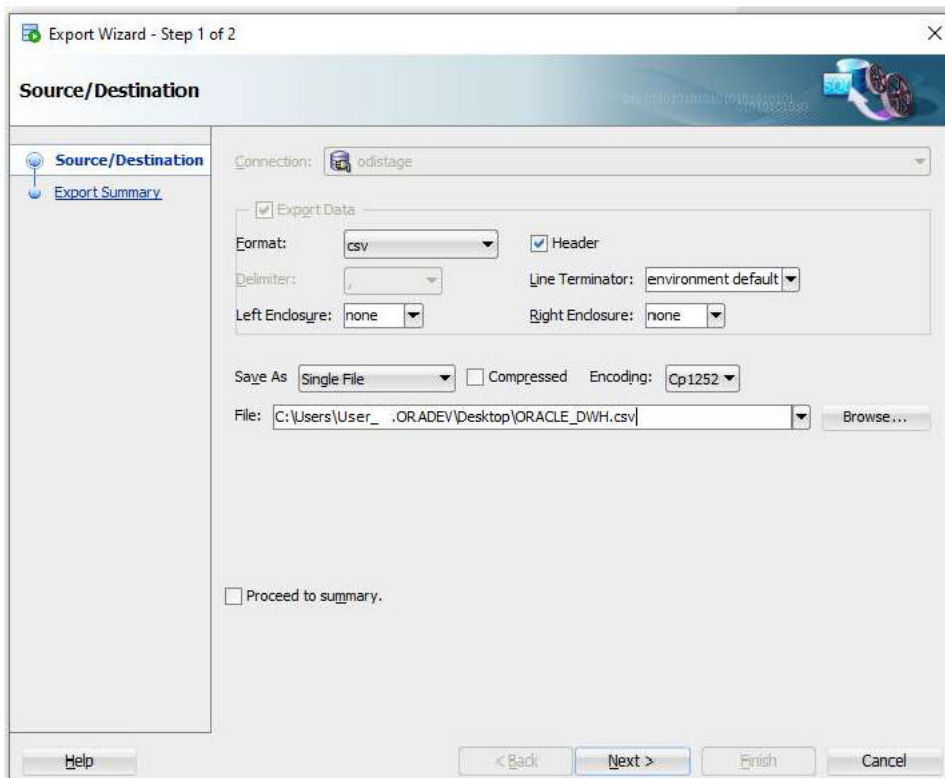 Export Wizard - Step 1 of 2
Source/Destination
Source/Destination
Export Summary
Connection: odistage
Export Data
Format: csv Header
Delimiter: , Line Terminator: environment default
Left Enclosure: none Right Enclosure: none
Save As Single File Compressed Encoding: Cp1252
File: C:\Users\User_ .ORADEV\Desktop\ORACLE_DWH.csv Browse...
Proceed to summary.
Help < Back Next > Finish Cancel